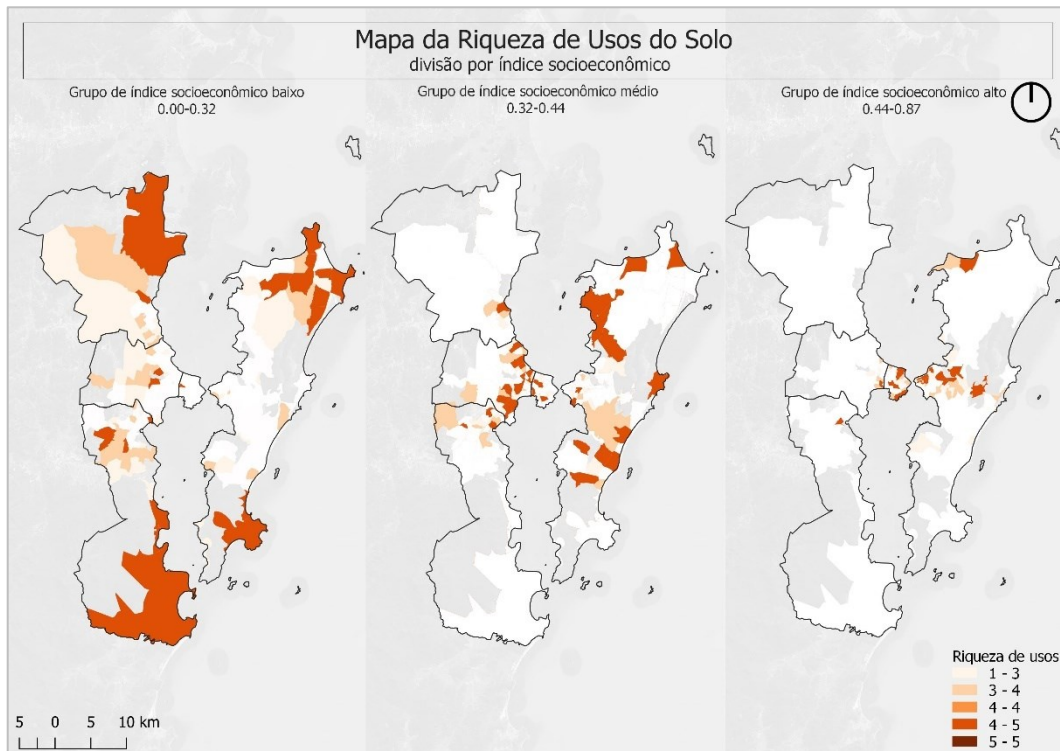 Mapa da Riqueza de Usos do Solo
divisão por índice socioeconômico
Grupo de índice socioeconômico baixo
0.00-0.32
Grupo de índice socioeconômico médio
0.32-0.44
Grupo de índice socioeconômico alto
0.44-0.87
Riqueza de usos
1 - 3
3 - 4
4 - 4
4 - 5
5 - 5
5 0 5 10 km